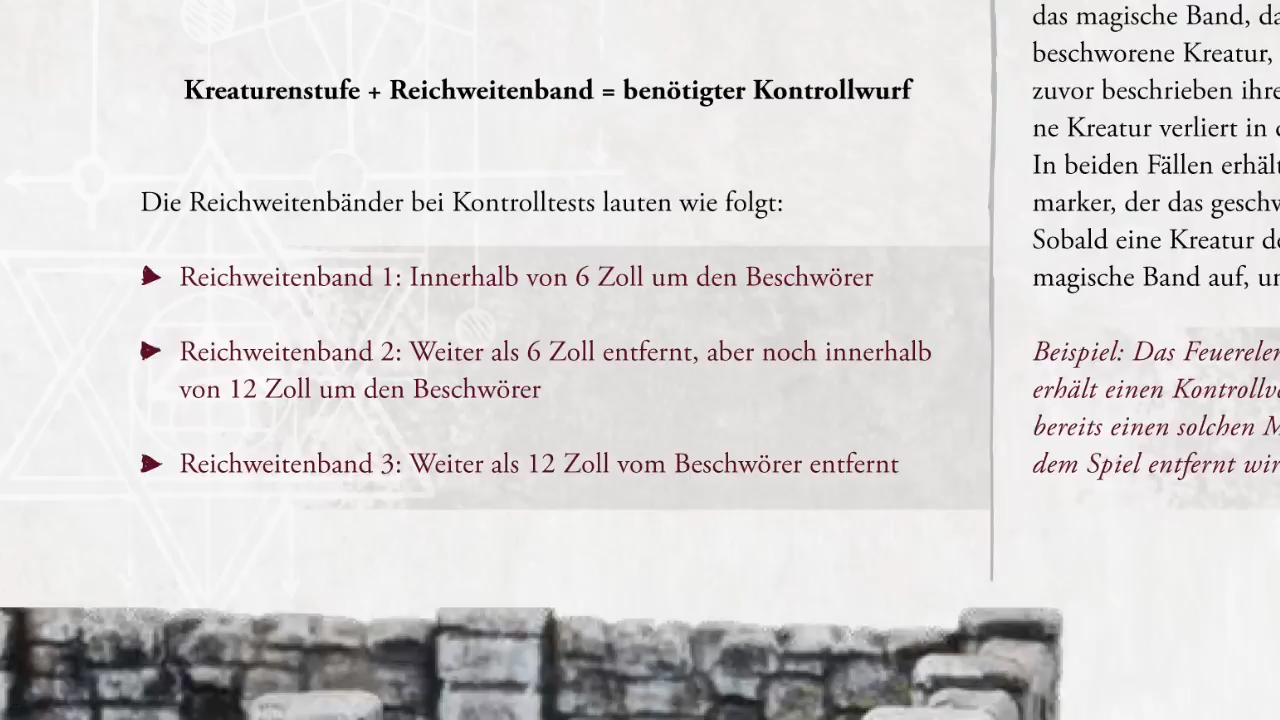 Kreaturenstufe + Reichweitenband = benötigter Kontrollwurf
Die Reichweitenbänder bei Kontrolltests lauten wie folgt:
Reichweitenband 1: Innerhalb von 6 Zoll um den Beschwörer
Reichweitenband 2: Weiter als 6 Zoll entfernt, aber noch innerhalb
von 12 Zoll um den Beschwörer
Reichweitenband 3: Weiter als 12 Zoll vom Beschwörer entfernt
das magische Band,
beschworene Kreatur,
zuvor beschrieben
ne Kreatur verliert in
In beiden Fällen
marker, der das
Sobald eine Kreatur
magische Band auf,
Beispiel: Das
erhält einen
bereits einen solchen
dem Spiel entfernt